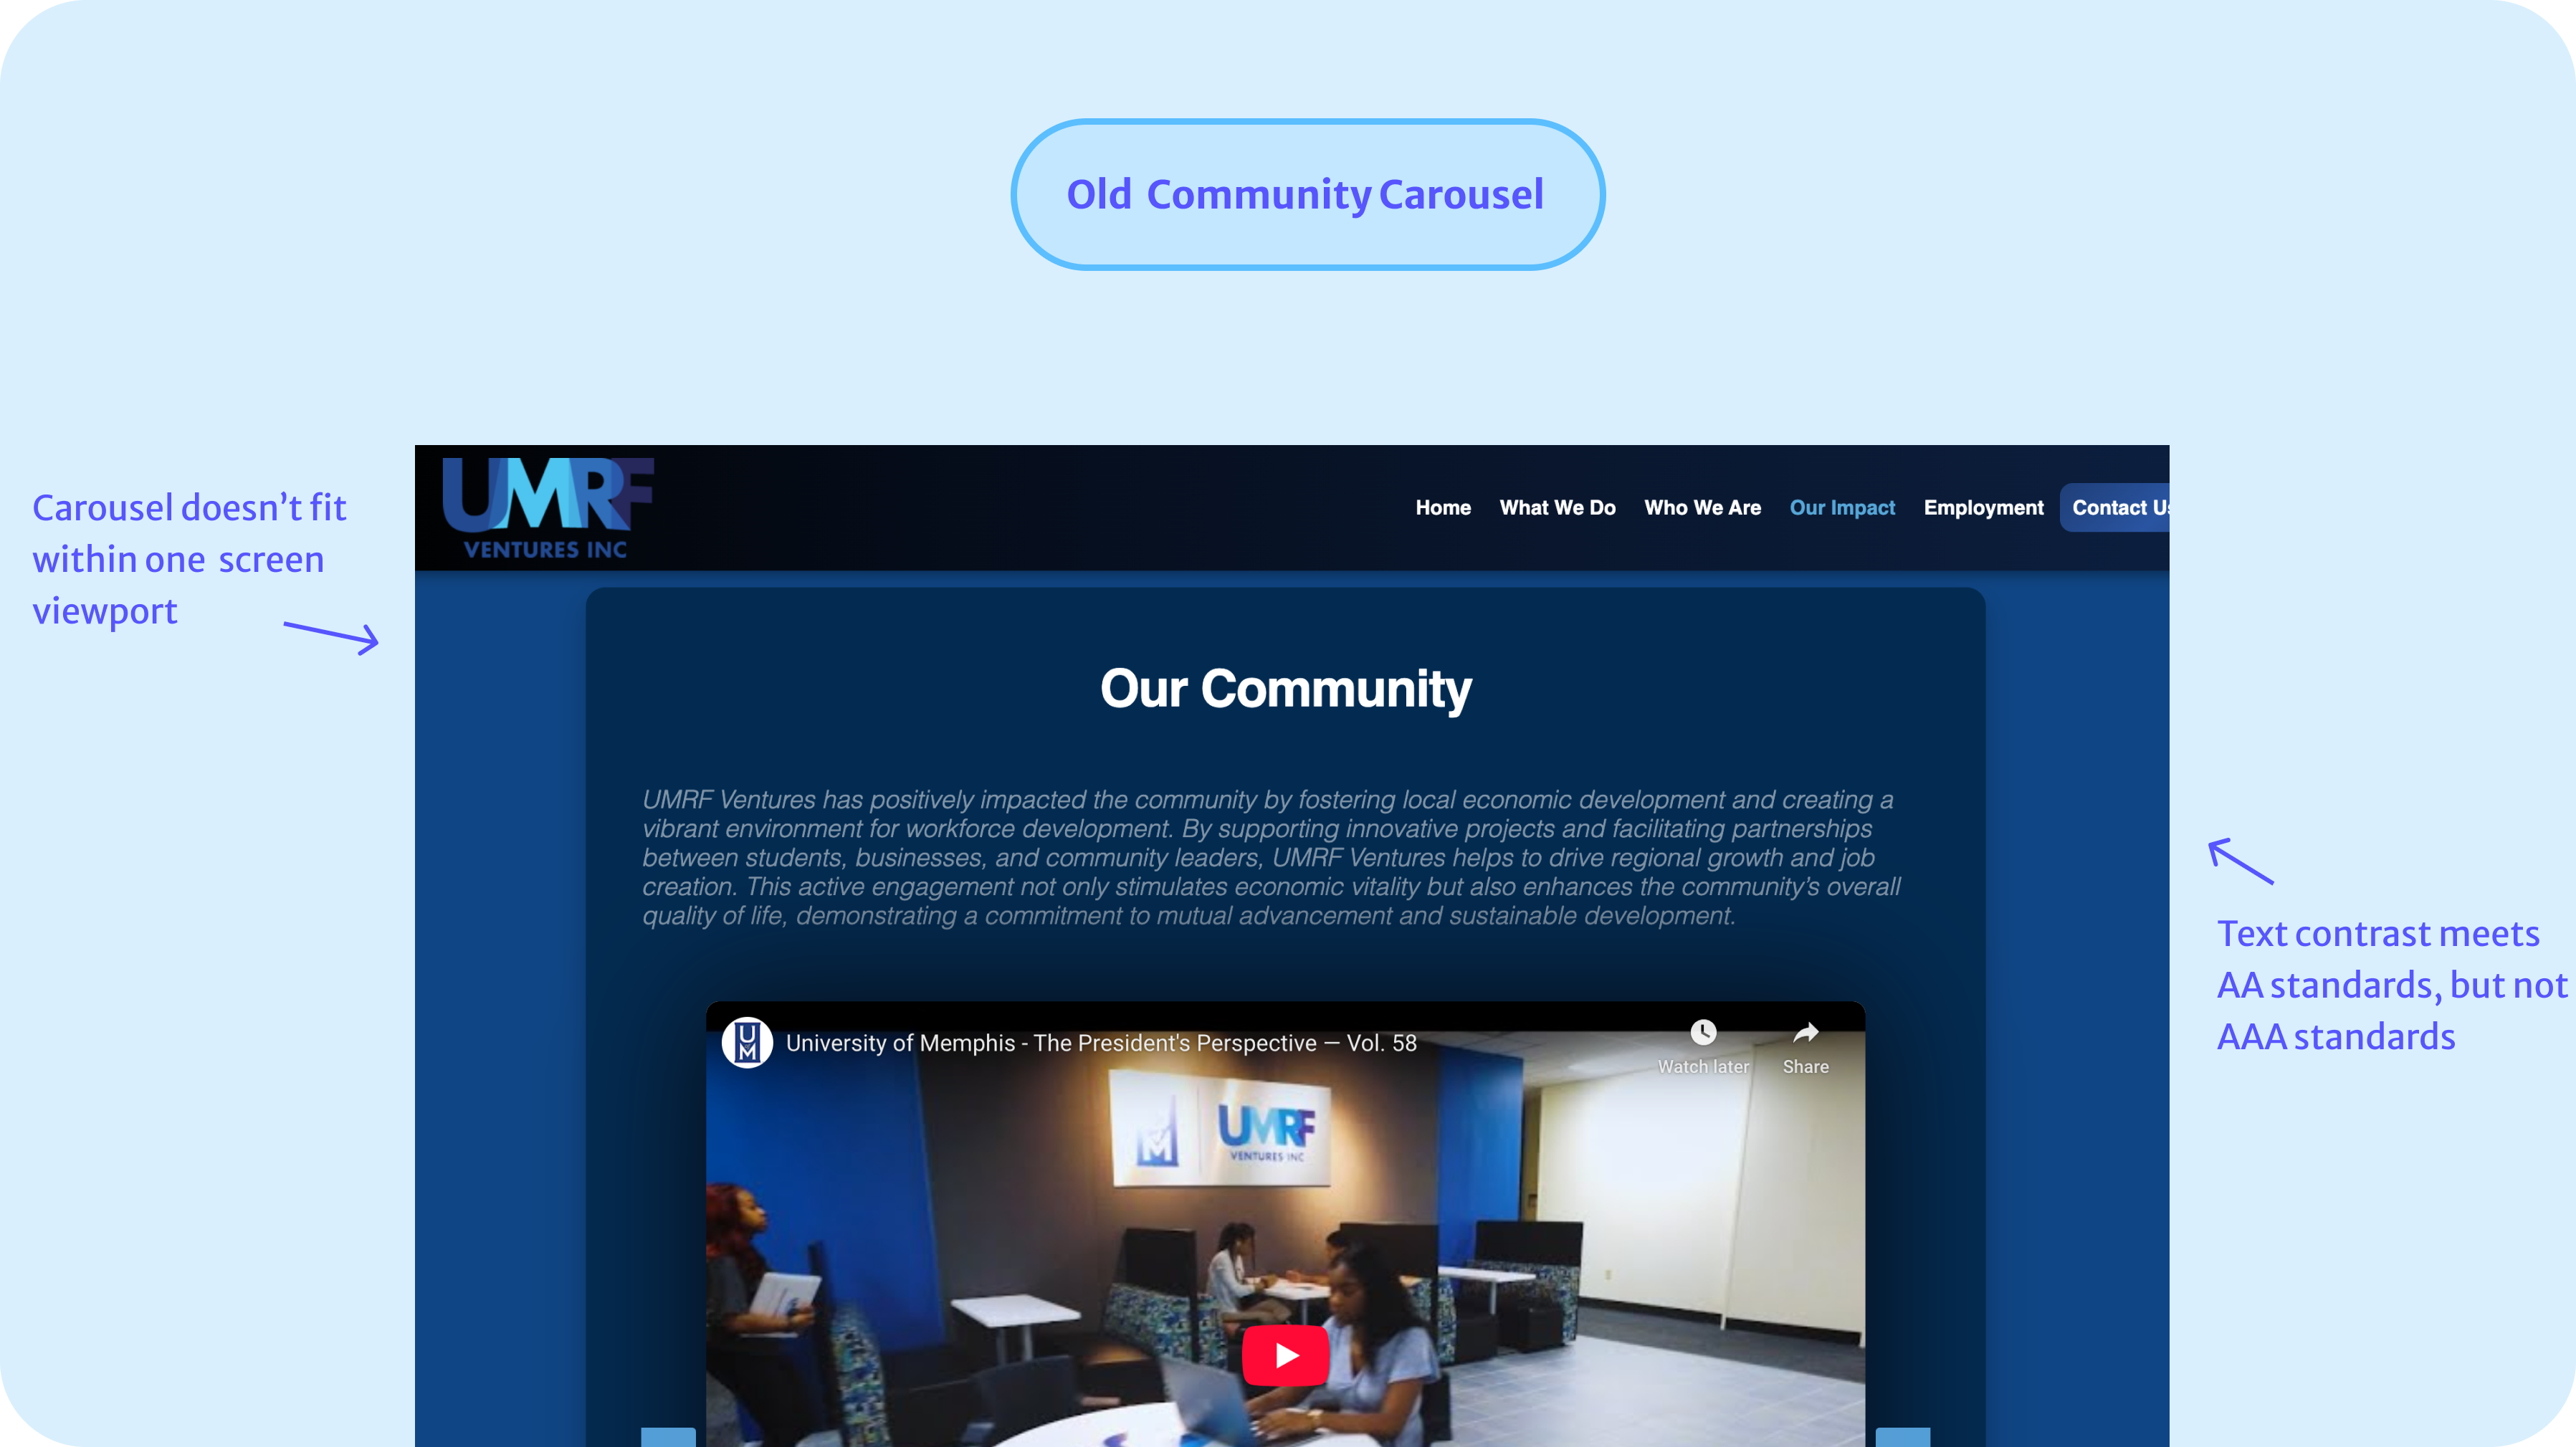 Old Community Carousel
Carousel doesn't fit
within one screen
viewport
UMRF
VENTURES INC
Home What We Do Who We Are Our Impact Employment Contact Us
Our Community
UMRF Ventures has positively impacted the community by fostering local economic development and creating a
vibrant environment for workforce development. By supporting innovative projects and facilitating partnerships
between students, businesses, and community leaders, UMRF Ventures helps to drive regional growth and job
creation. This active engagement not only stimulates economic vitality but also enhances the community's overall
quality of life, demonstrating a commitment to mutual advancement and sustainable development.
Text contrast meets
AA standards, but not
AAA standards
UM
University of Memphis - The President's Perspective — Vol. 58
Watch later Share
M
UMRF
VENTURES INC